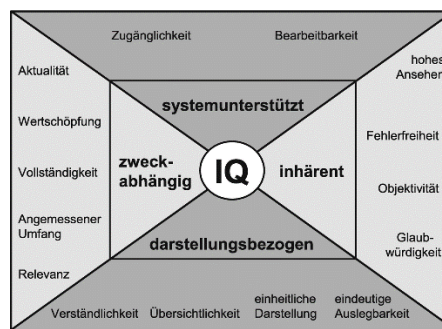 Zugänglichkeit
Bearbeitbarkeit
hohes
Ansehen
Aktualität
systemunterstützt
Wertschöpfung
Fehlerfreiheit
zweck-
abhängig
IQ
inhärent
Vollständigkeit
Objektivität
Angemessener
Umfang
darstellungsbezogen
Glaub-
würdigkeit
Relevanz
Verständlichkeit
Übersichtlichkeit
einheitliche
Darstellung
eindeutige
Auslegbarkeit